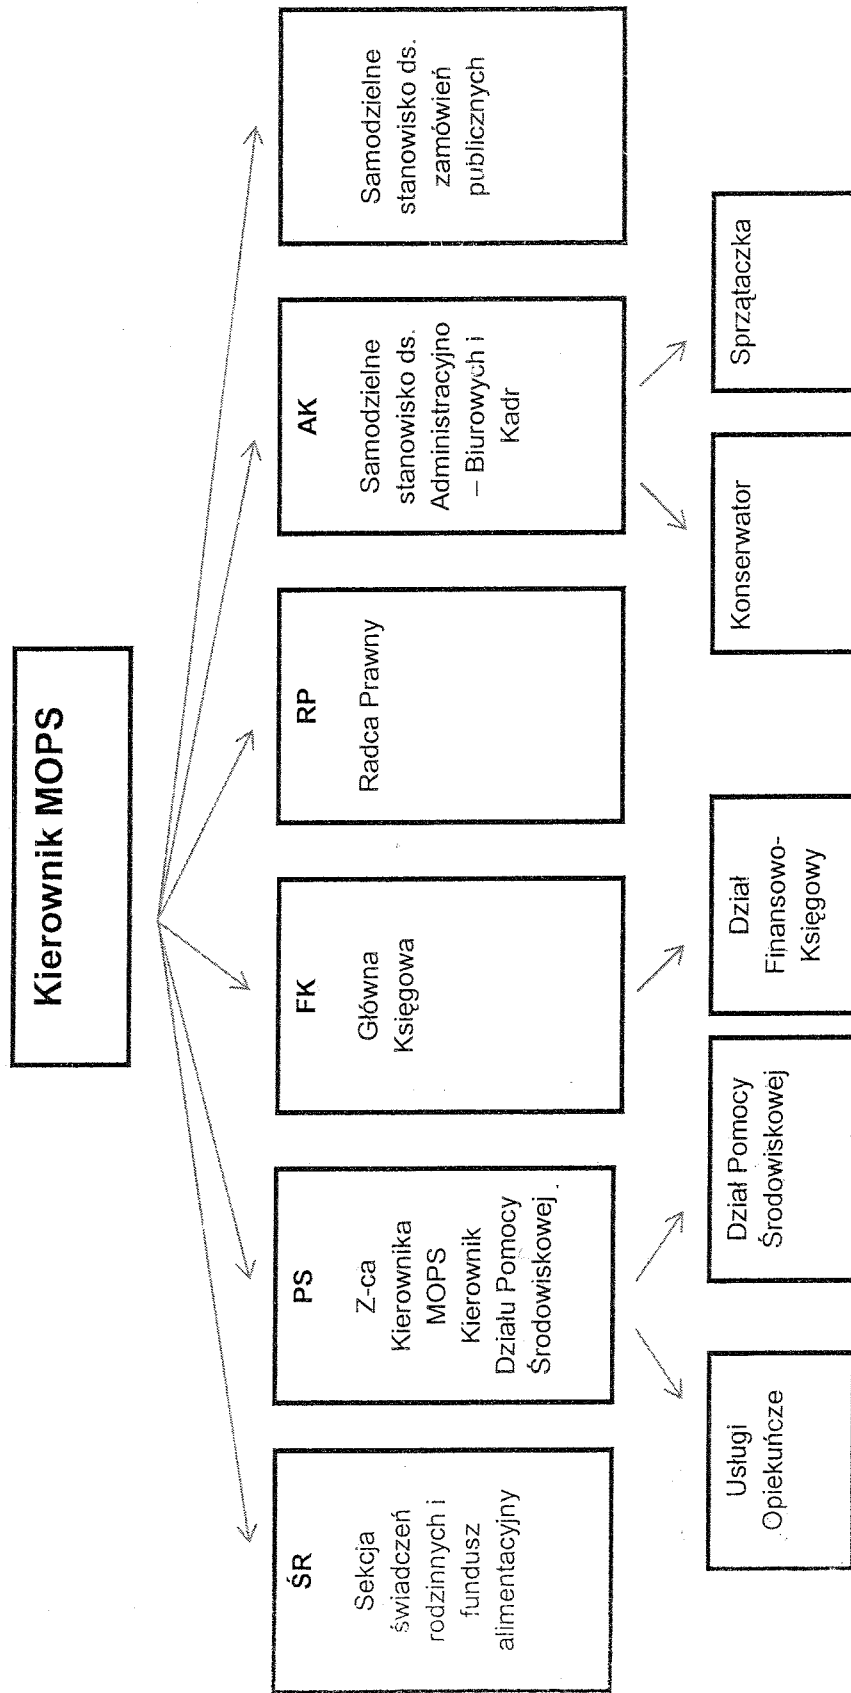 Kierownik MOPS
ŚR
Sekcja
świadczeń
rodzinnych i
fundusz
alimentacyjny
PS
Z-ca
Kierownika
MOPS
Kierownik
Działu Pomocy
Środowiskowej
FK
Główna
Księgowa
RP
Radca Prawny
AK
Samodzielne
stanowisko ds.
Administracyjno
– Biurowych i
Kadr
Samodzielne
stanowisko ds.
zamówień
publicznych
Usługi
Opiekuńcze
Dział Pomocy
Środowiskowej
Dział
Finansowo-
Księgowy
Konserwator
Sprzątaczka